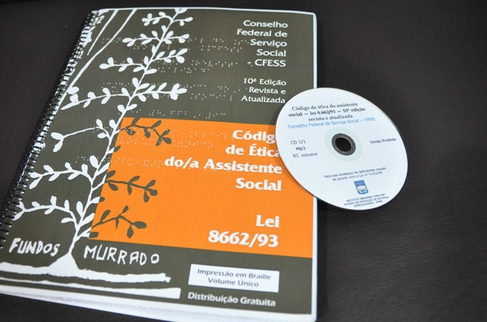 Conselho
Federal de
Serviço
Social
CFESS
10ª Edição
Revista e
Atualizada
Código
de Ética
do/a Assistente
Social
Lei
8662/93
FUNDOS MURRADO
Impressão em Braille
Volume Único
Distribuição Gratuita
Código de ética do assistente
social — lei 8.662/93 — 10ª edição
revista e atualizada
Conselho Federal de Serviço Social - CFESS
CD 1/1
Mp3
81 minutos
Venda Proibida